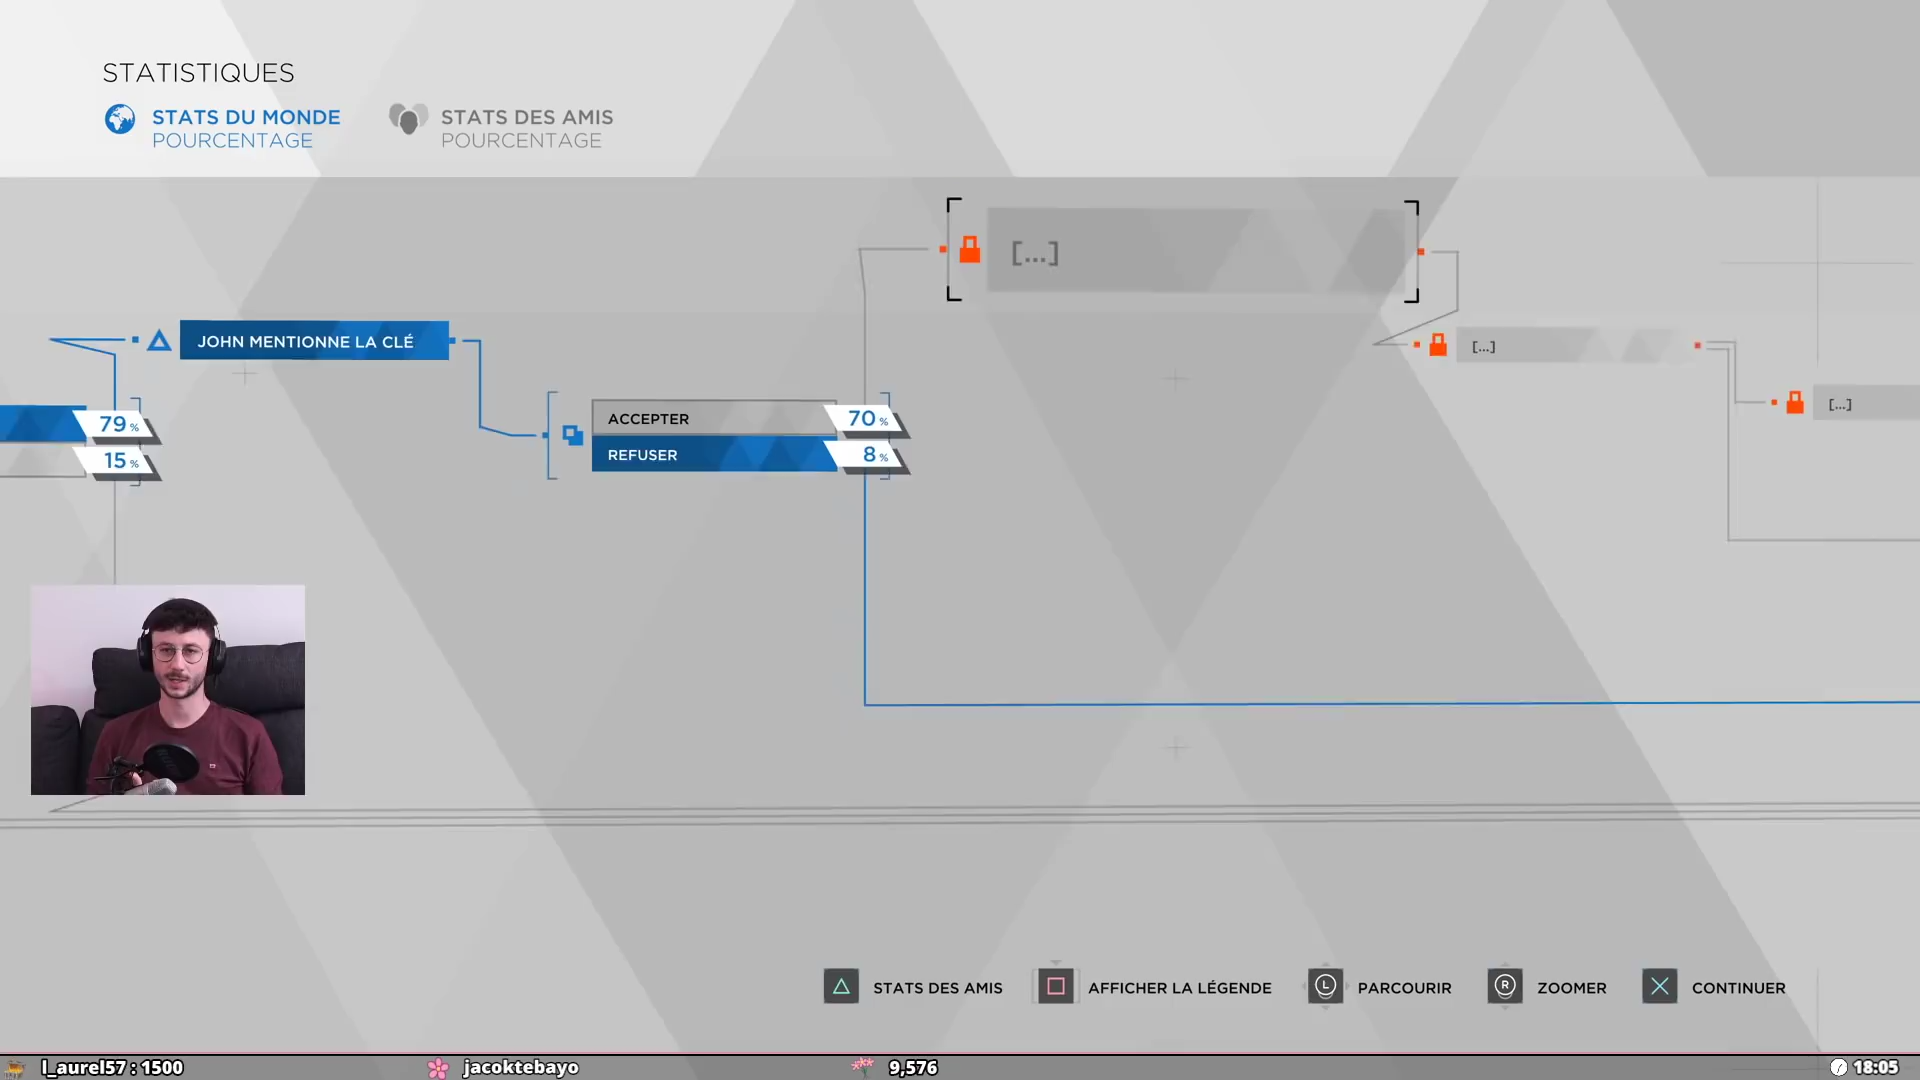 STATISTIQUES
STATS DU MONDE
POURCENTAGE
STATS DES AMIS
POURCENTAGE
[...]
JOHN MENTIONNE LA CLÉ
[...]
[...]
79 %
15 %
ACCEPTER
70 %
REFUSER
8 %
STATS DES AMIS
AFFICHER LA LÉGENDE
L
PARCOURIR
R
ZOOMER
CONTINUER
l_aurel57 : 1500
jacoktebayo
9,576
18:05